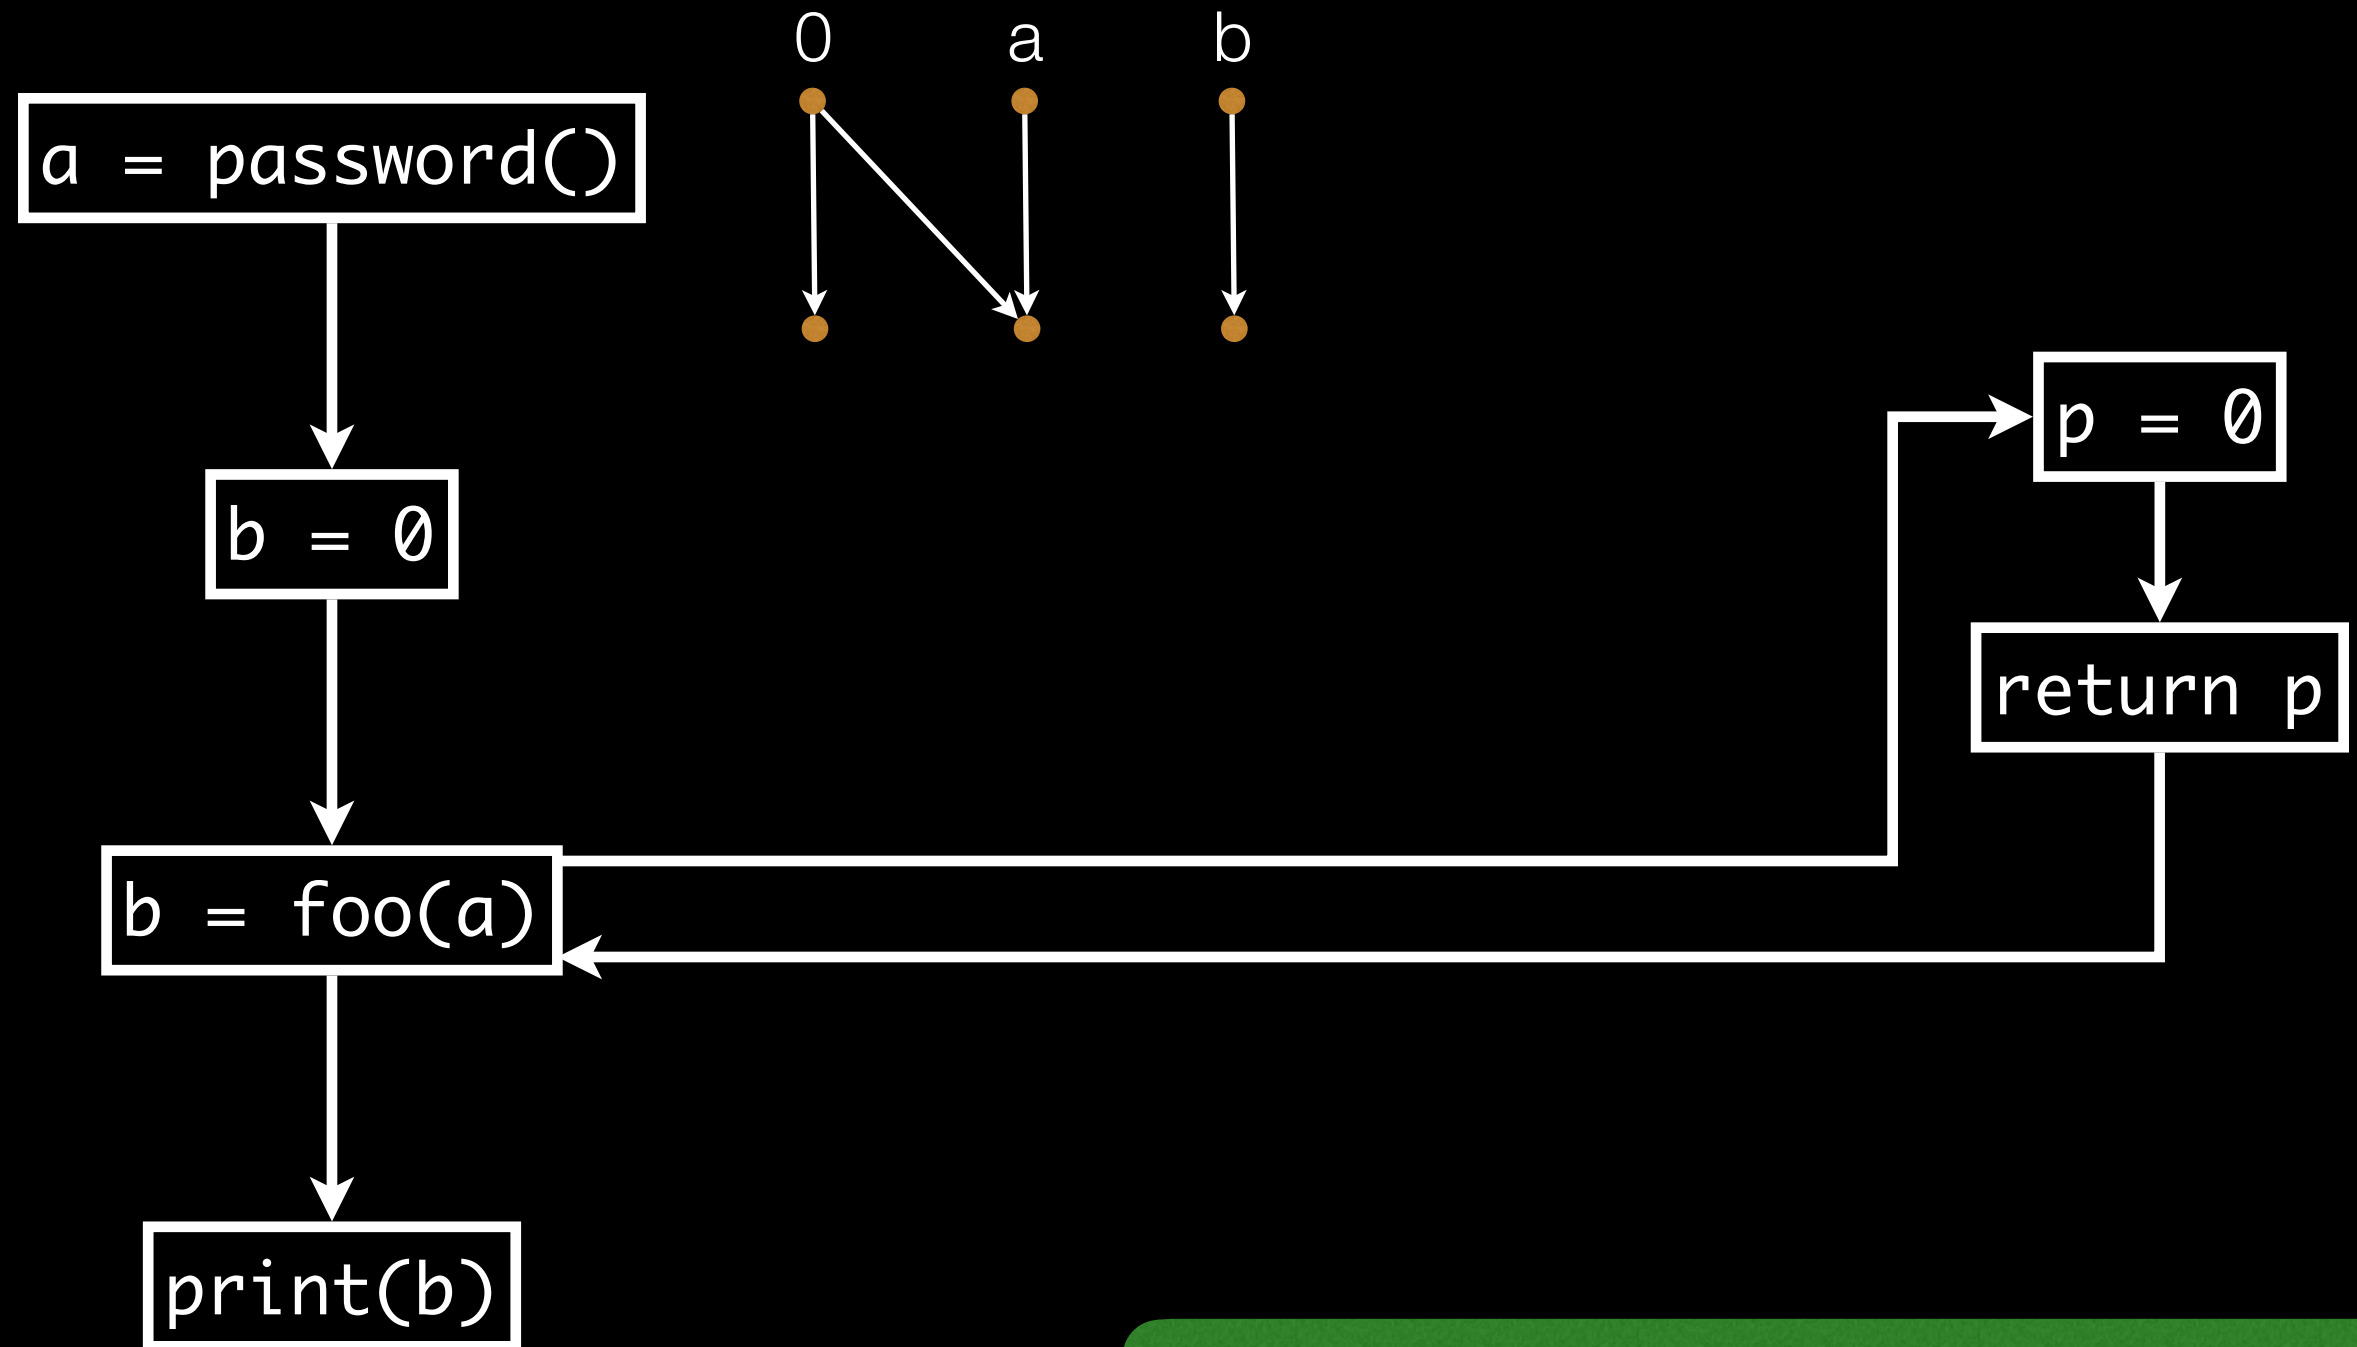 0 a b
a = password()
b = 0
b = foo(a)
print(b)
p = 0
return p